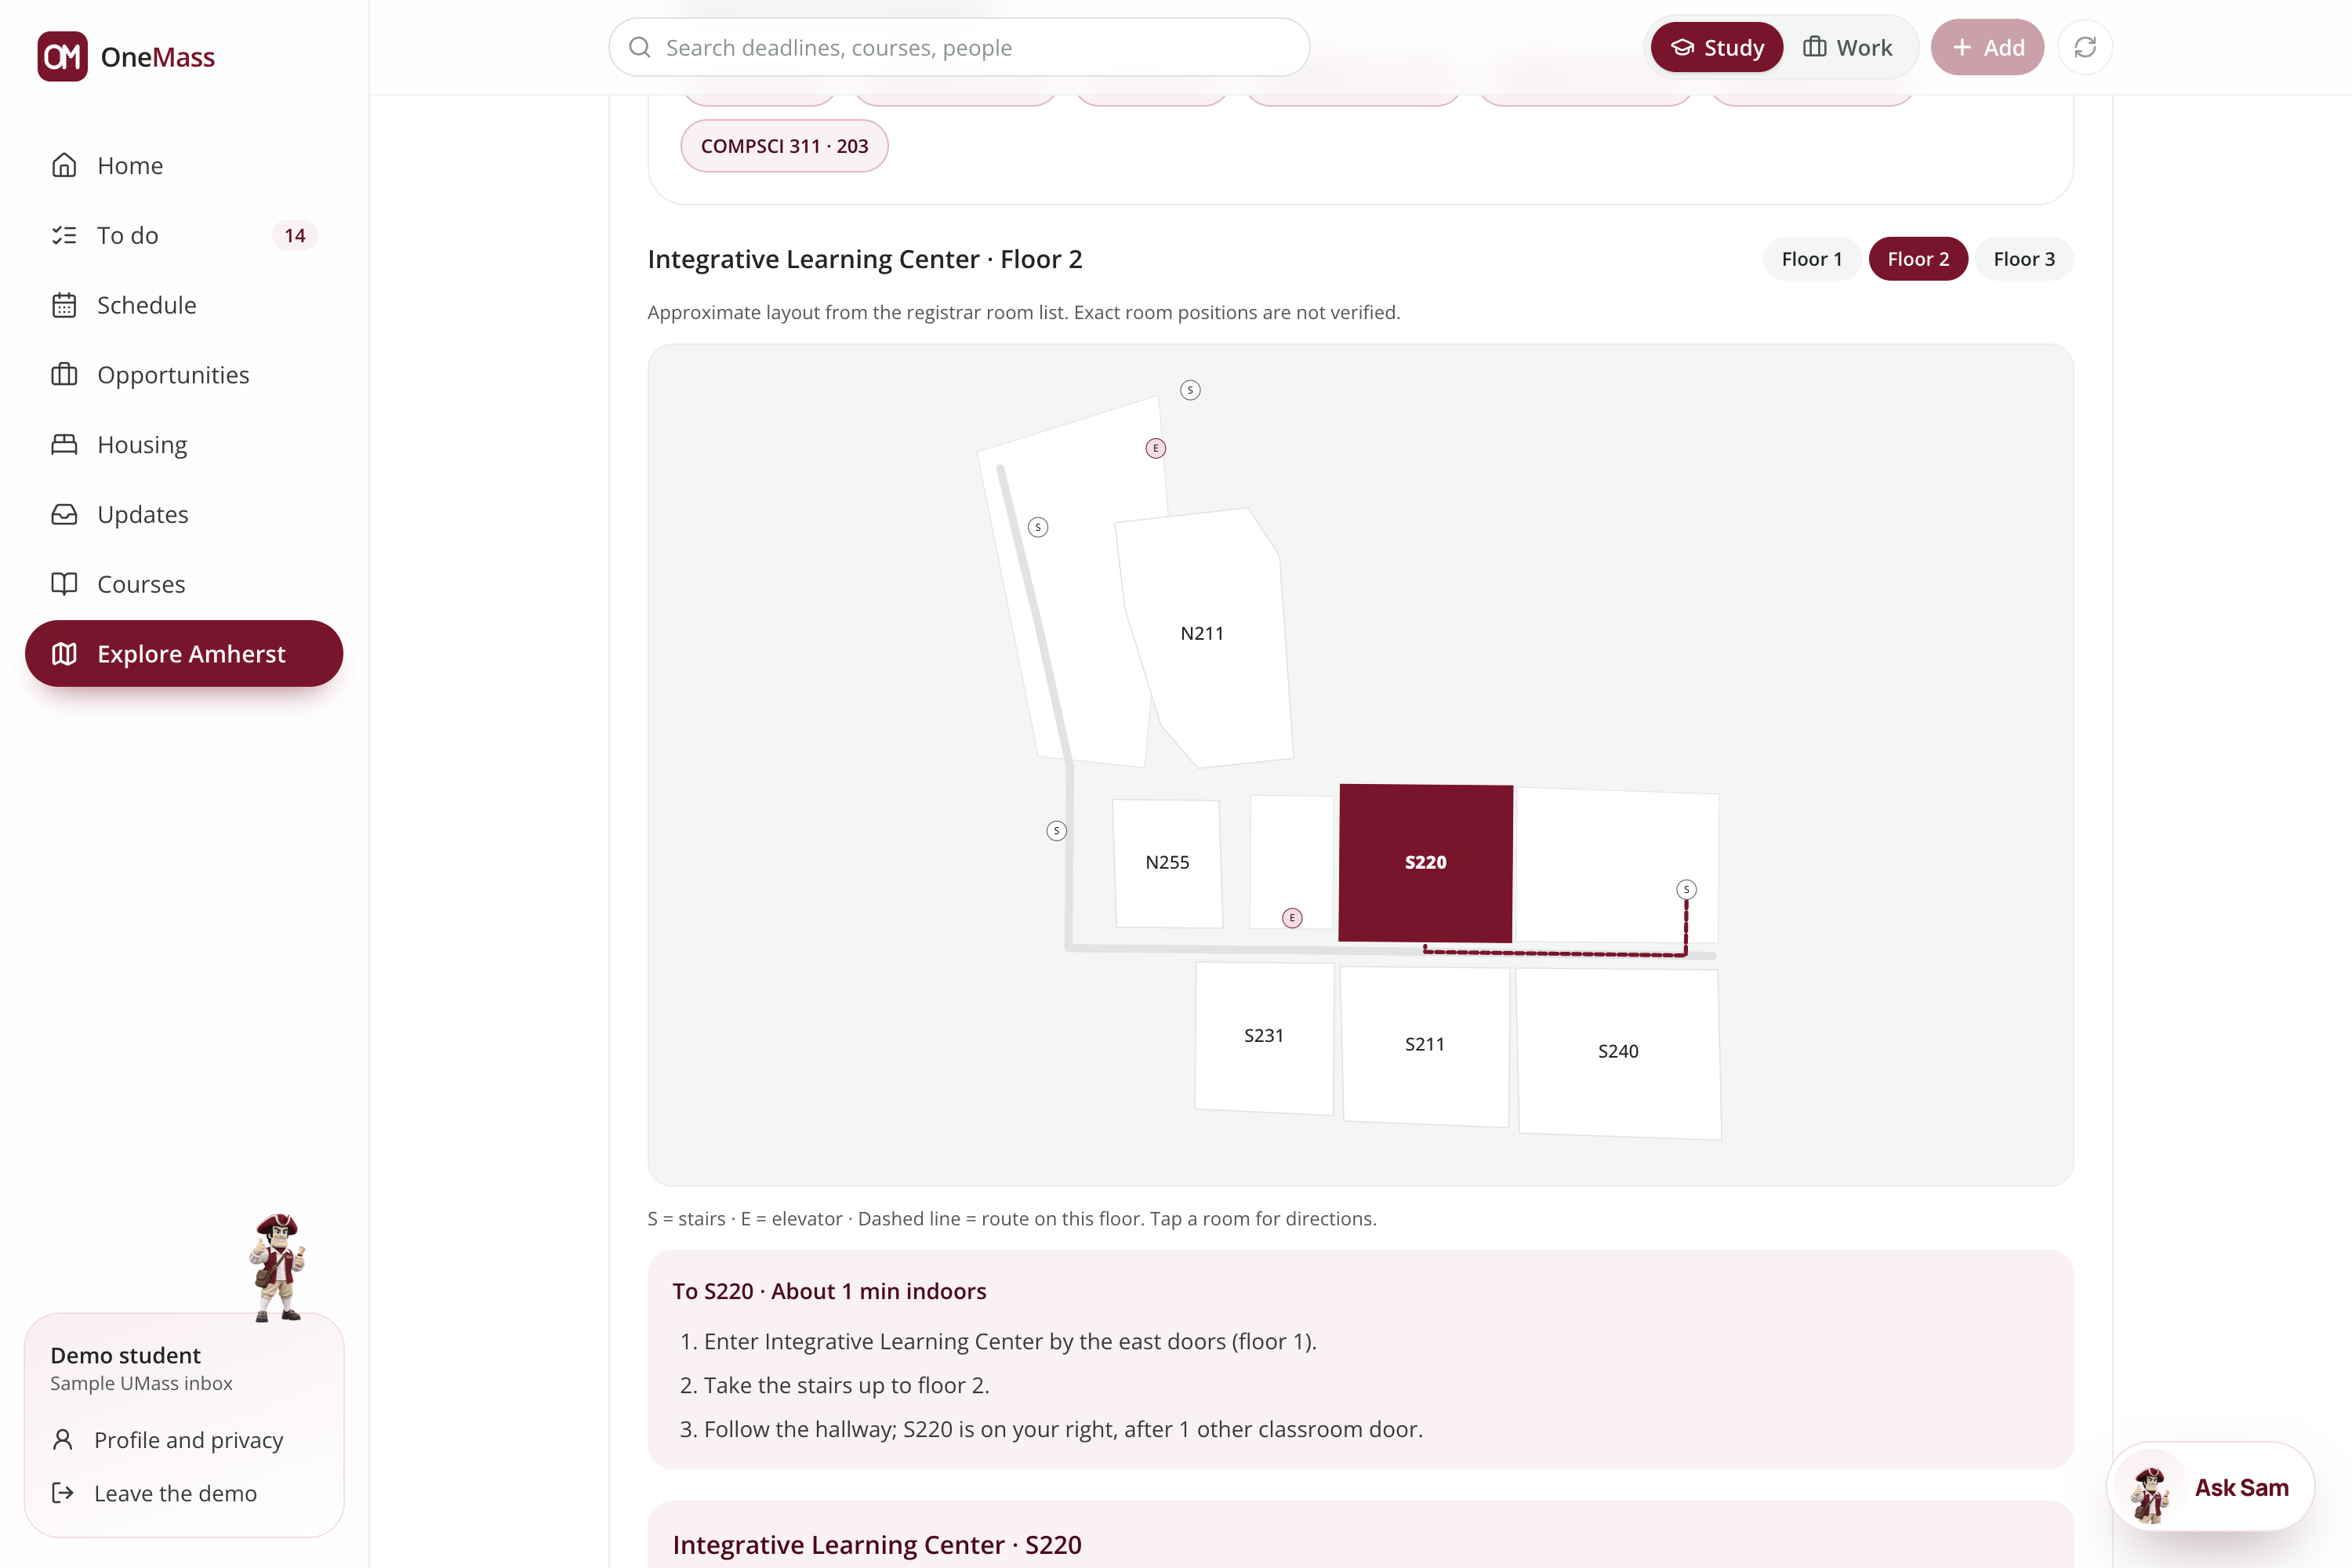 OM OneMass
Search deadlines, courses, people
Study
Work
+ Add
Home
To do
14
Schedule
Opportunities
Housing
Updates
Courses
Explore Amherst
COMPSCI 311 · 203
Integrative Learning Center · Floor 2
Floor 1
Floor 2
Floor 3
Approximate layout from the registrar room list. Exact room positions are not verified.
S
E
S
N211
S
N255
S220
S
E
S231
S211
S240
S = stairs · E = elevator · Dashed line = route on this floor. Tap a room for directions.
To S220 · About 1 min indoors
1. Enter Integrative Learning Center by the east doors (floor 1).
2. Take the stairs up to floor 2.
3. Follow the hallway; S220 is on your right, after 1 other classroom door.
Integrative Learning Center · S220
Demo student
Sample UMass inbox
Profile and privacy
Leave the demo
Ask Sam